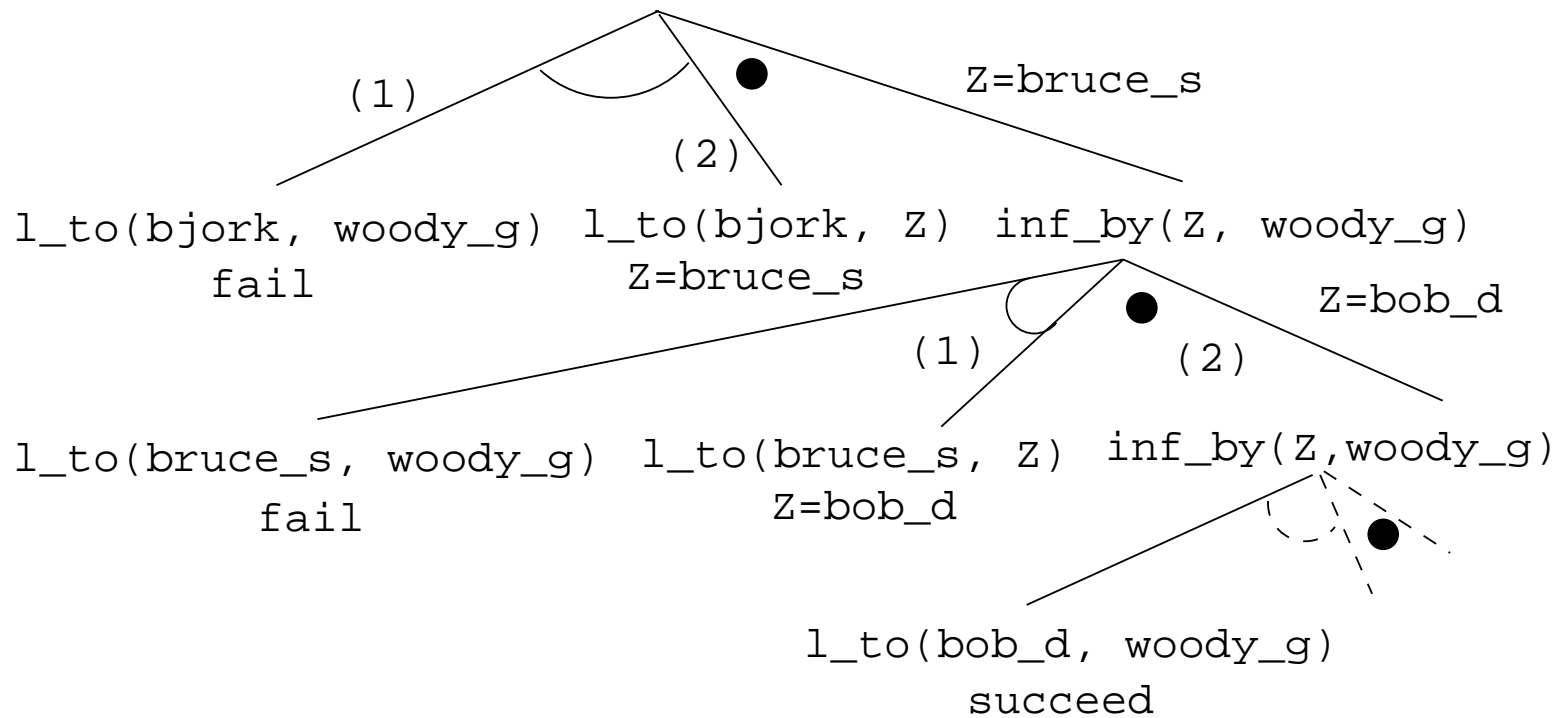 Z=bruce_s
(1)
(2)
l_to(bjork, woody_g) l_to(bjork, Z) inf_by(Z, woody_g)
fail Z=bruce_s
Z=bob_d
(1) (2)
l_to(bruce_s, woody_g) l_to(bruce_s, Z) inf_by(Z,woody_g)
fail Z=bob_d
l_to(bob_d, woody_g)
succeed